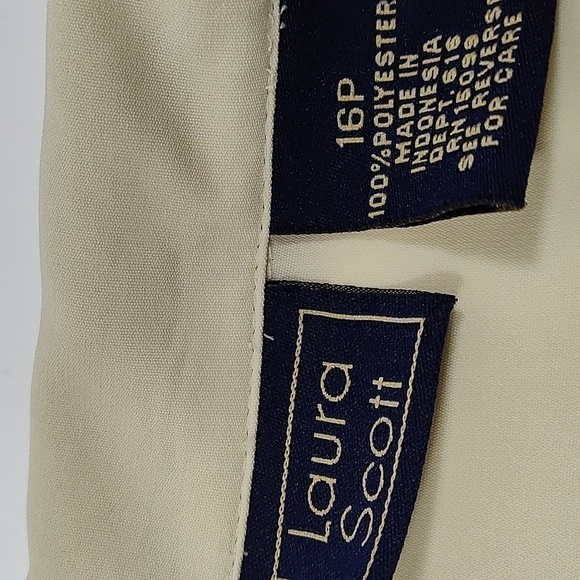 16P
100%POLYESTER
MADE IN
INDONESIA
DEPT. 616
RN 15099
SEE REVERSE
FOR CARE
Laura
Scott